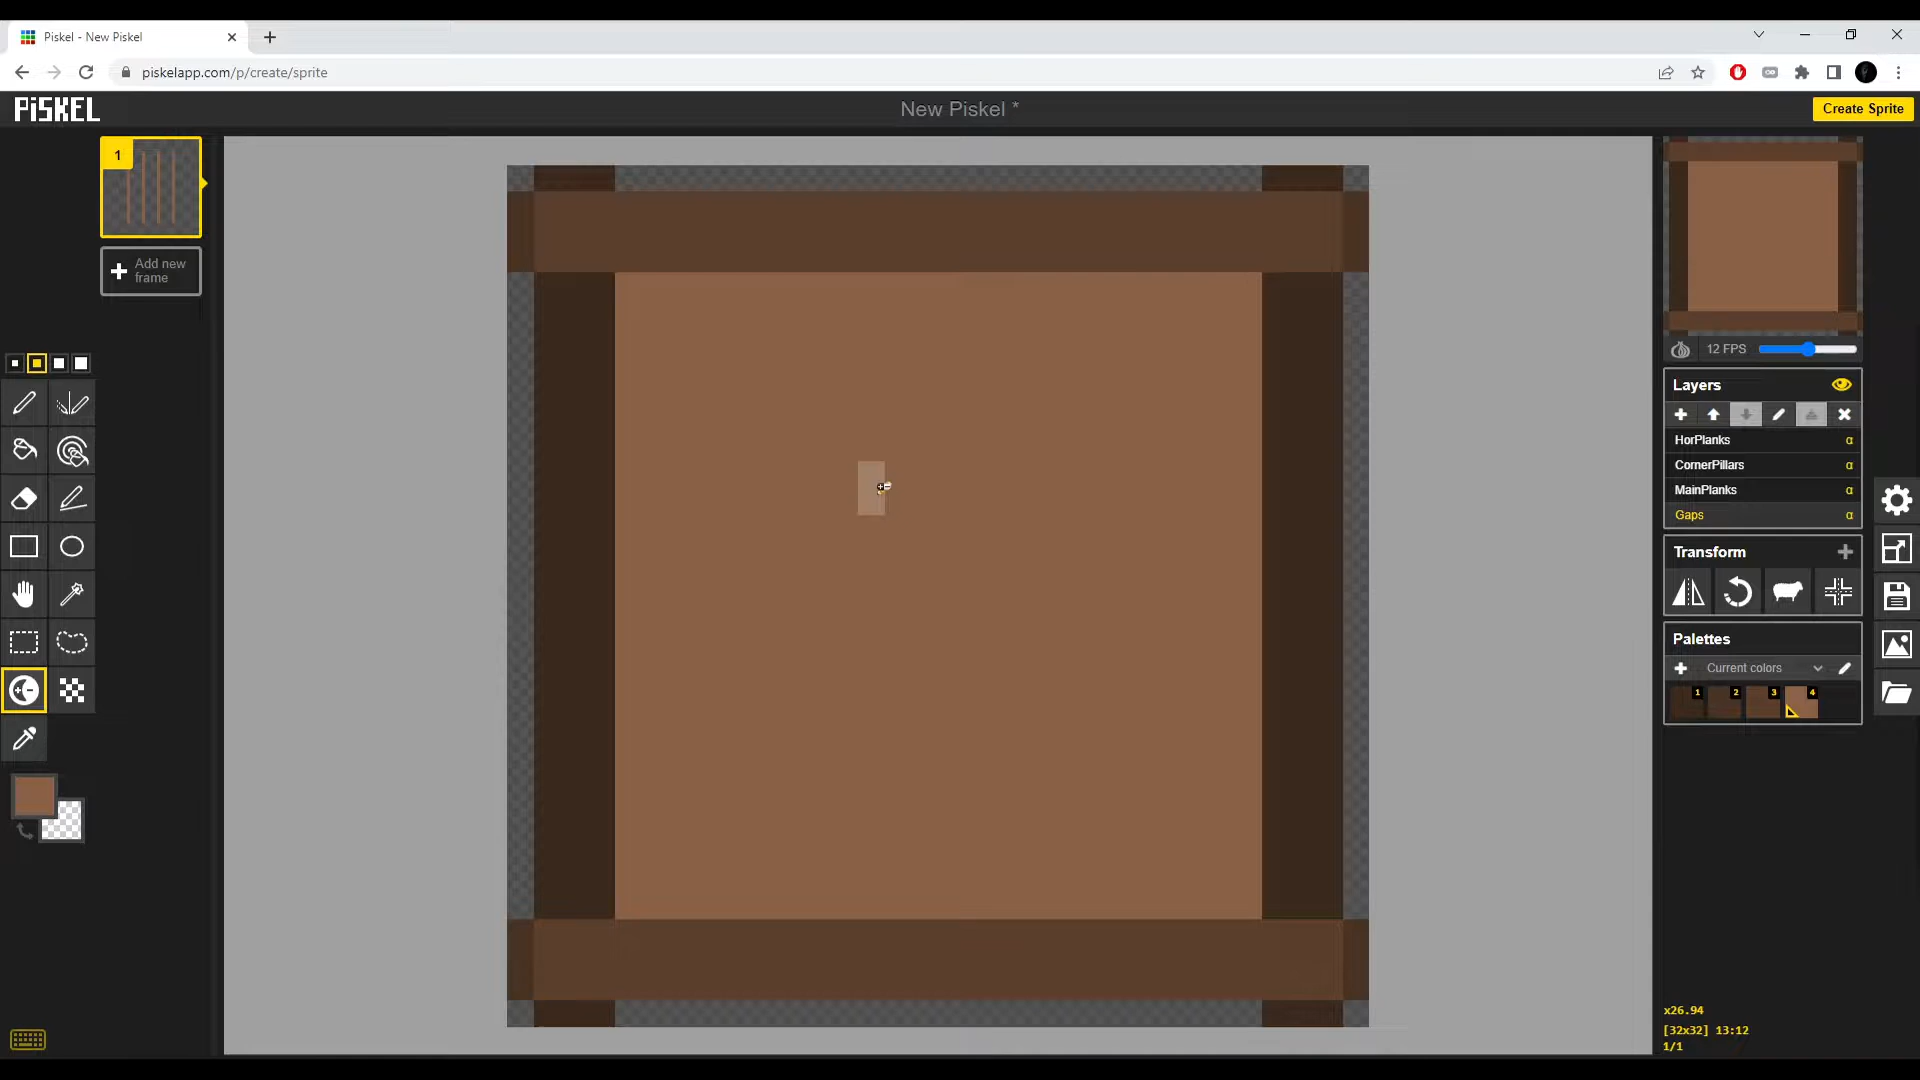 Piskel - New Piskel
piskelapp.com/p/create/sprite
PiSKEL
New Piskel *
Create Sprite
1
Add new
frame
12 FPS
Layers
HorPlanks α
CornerPillars α
MainPlanks α
Gaps α
Transform
Palettes
Current colors
1 2 3 4
x26.94
[32x32] 13:12
1/1